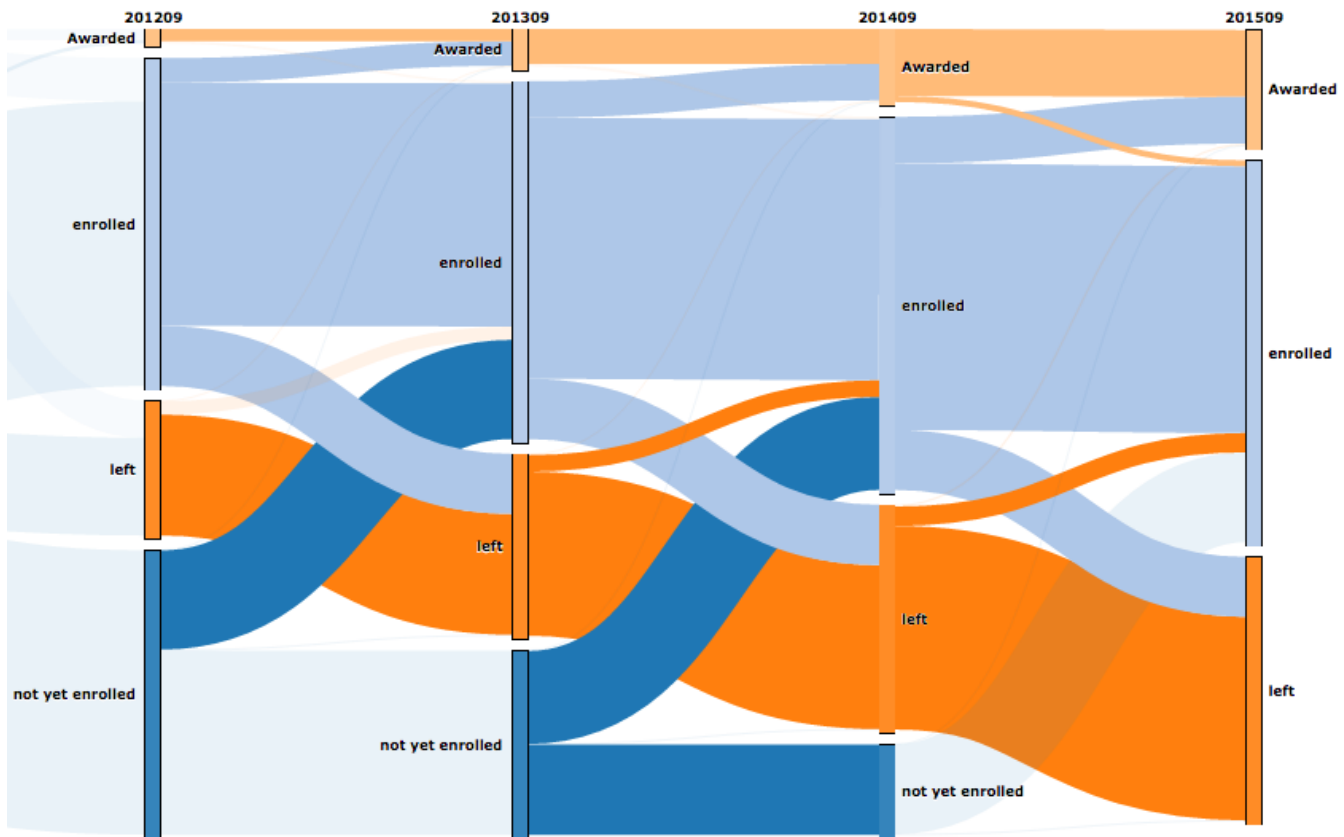 201209
201309
201409
201509
Awarded
enrolled
left
not yet enrolled
Awarded
enrolled
left
not yet enrolled
Awarded
enrolled
left
not yet enrolled
Awarded
enrolled
left